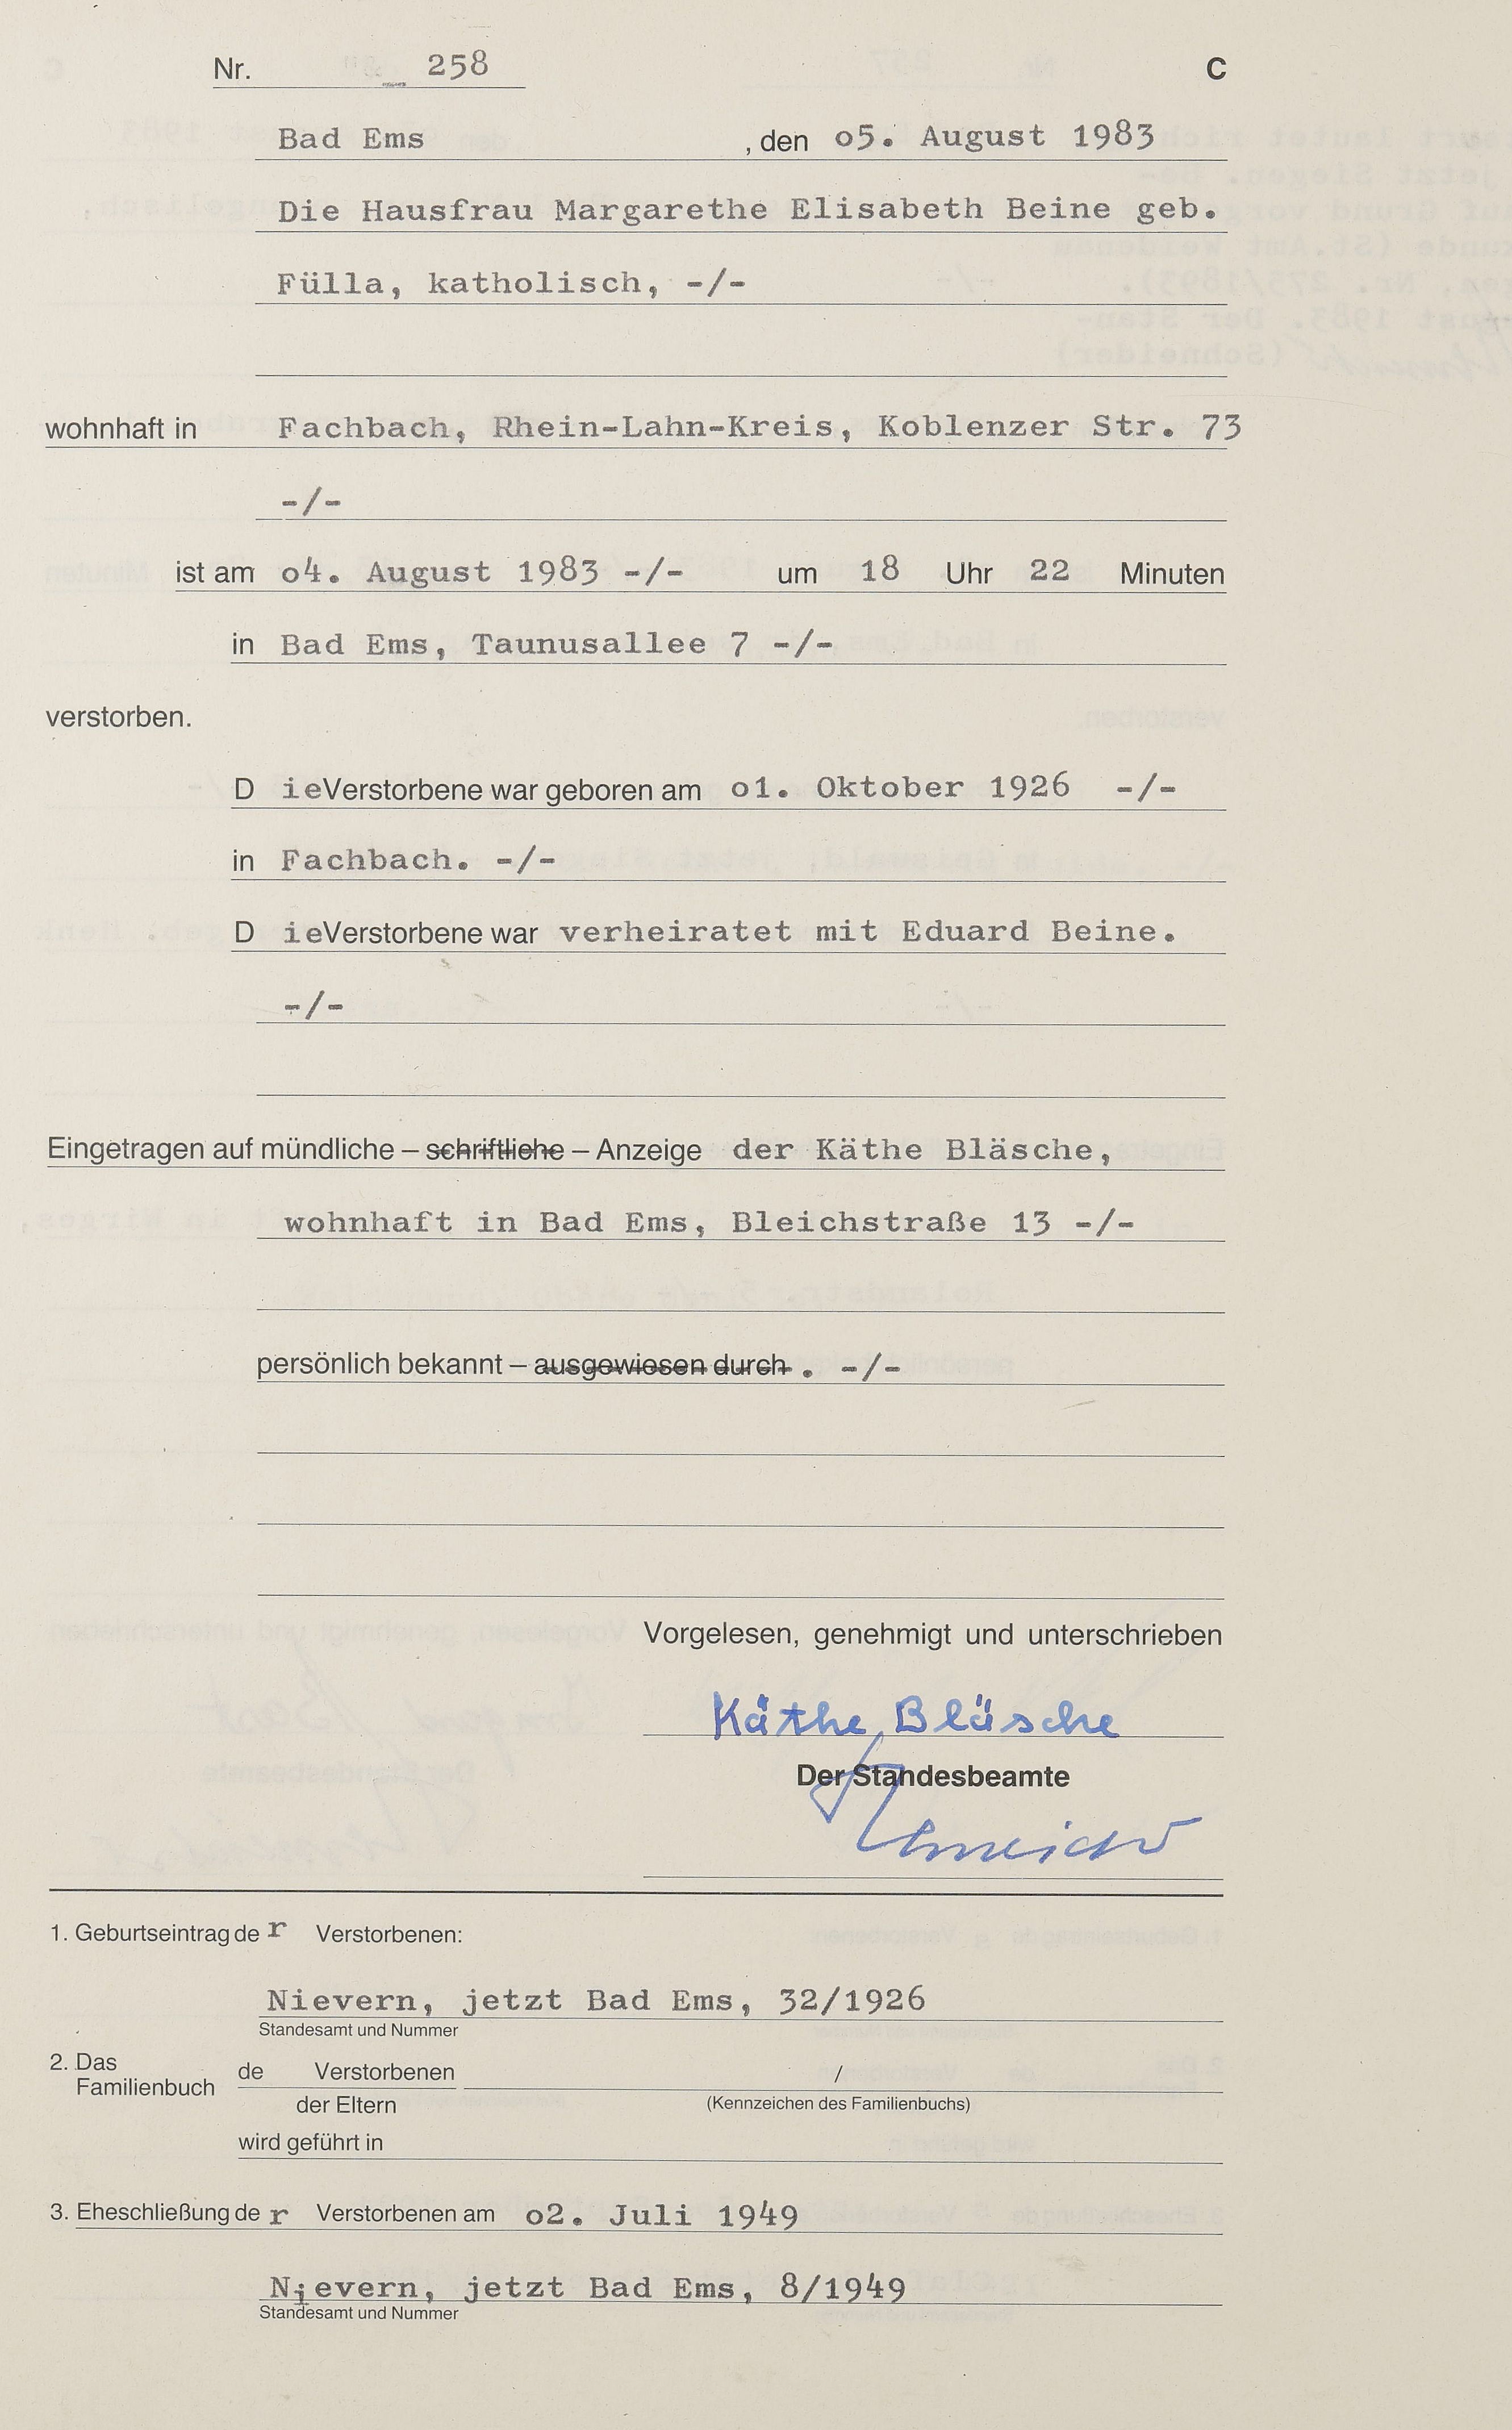 Nr. 258 C
Bad Ems , den o5. August 1983
Die Hausfrau Margarethe Elisabeth Beine geb.
Fülla, katholisch, -/-
wohnhaft in Fachbach, Rhein-Lahn-Kreis, Koblenzer Str. 73
-/-
ist am o4. August 1983 -/- um 18 Uhr 22 Minuten
in Bad Ems, Taunusallee 7 -/-
verstorben.
D ie Verstorbene war geboren am o1. Oktober 1926 -/-
in Fachbach. -/-
D ie Verstorbene war verheiratet mit Eduard Beine.
-/-
Eingetragen auf mündliche – schriftliche – Anzeige der Käthe Bläsche,
wohnhaft in Bad Ems, Bleichstraße 13 -/-
persönlich bekannt – ausgewiesen durch . -/-
Vorgelesen, genehmigt und unterschrieben
Käthe Bläsche
Der Standesbeamte
1. Geburtseintrag de r Verstorbenen:
Nievern, jetzt Bad Ems, 32/1926
Standesamt und Nummer
2. Das Familienbuch de Verstorbenen /
der Eltern (Kennzeichen des Familienbuchs)
wird geführt in
3. Eheschließung de r Verstorbenen am o2. Juli 1949
Nievern, jetzt Bad Ems, 8/1949
Standesamt und Nummer